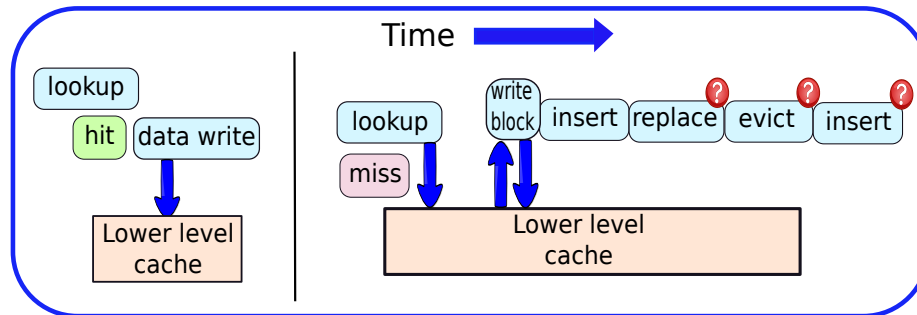 Time
lookup
hit
data write
Lower level
cache
lookup
miss
write
block
insert
replace
?
evict
?
insert
?
Lower level
cache